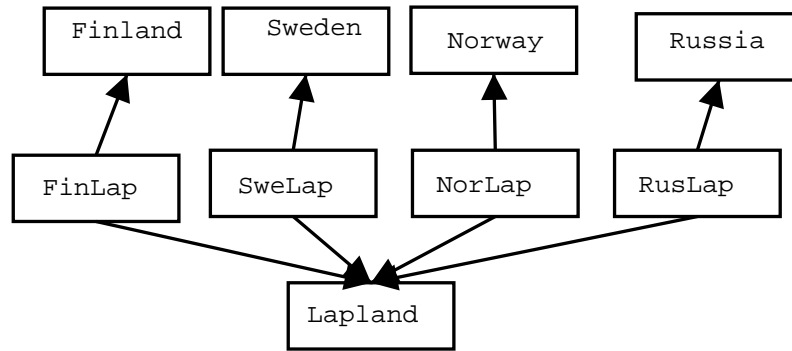 Finland
Sweden
Norway
Russia
FinLap
SweLap
NorLap
RusLap
Lapland